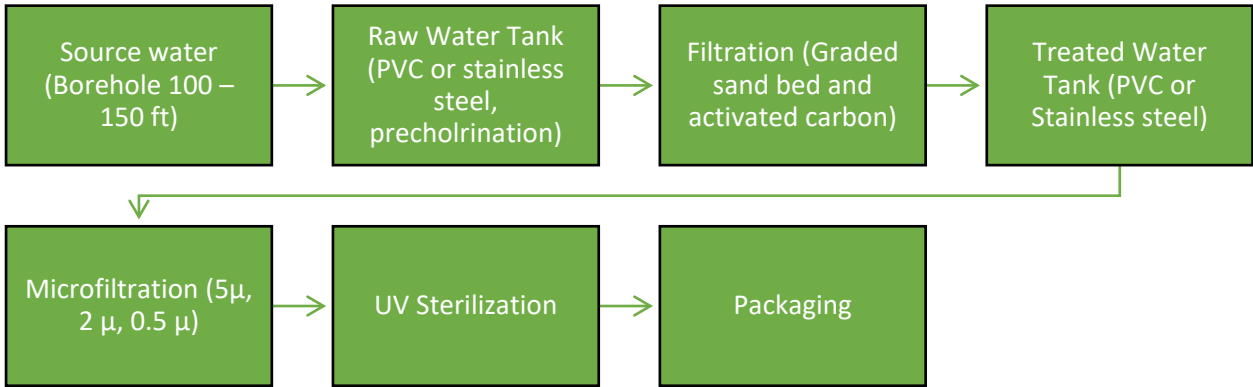 Source water
(Borehole 100 –
150 ft)
Raw Water Tank
(PVC or stainless
steel,
precholrination)
Filtration (Graded
sand bed and
activated carbon)
Treated Water
Tank (PVC or
Stainless steel)
Microfiltration (5μ,
2 μ, 0.5 μ)
UV Sterilization
Packaging